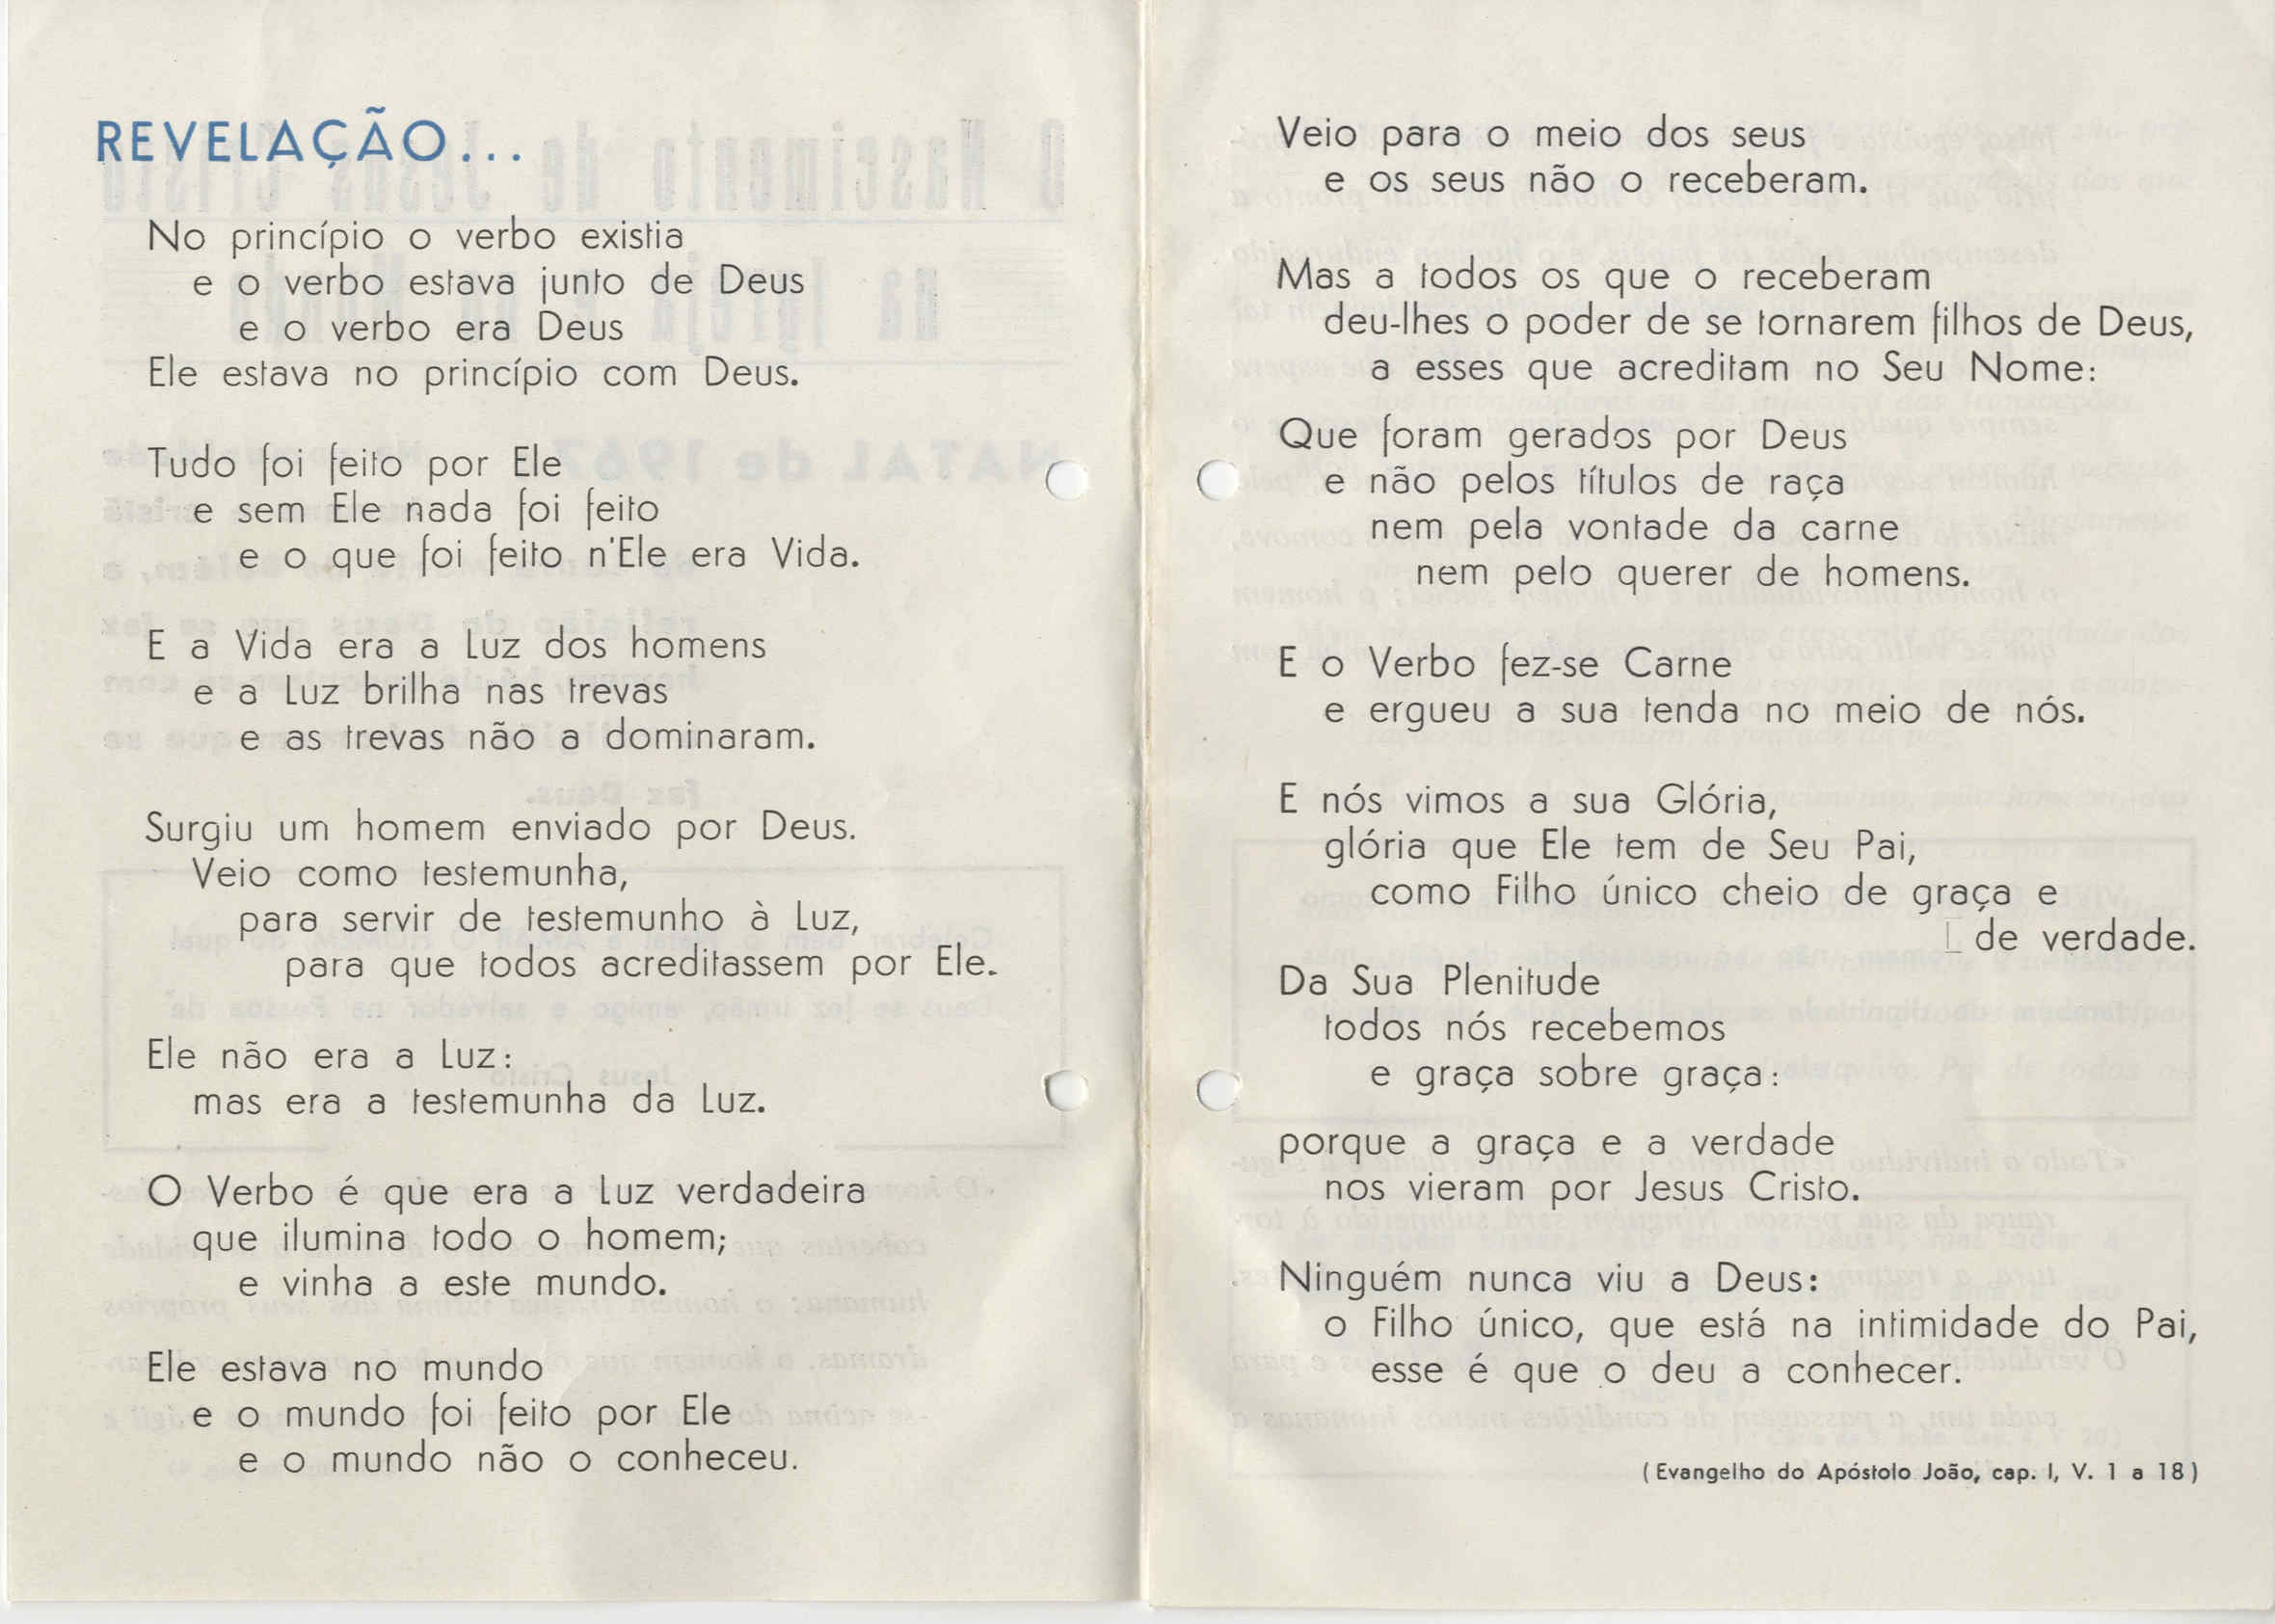 REVELAÇÃO...
No princípio o verbo existia
e o verbo estava junto de Deus
e o verbo era Deus
Ele estava no princípio com Deus.
Tudo foi feito por Ele
e sem Ele nada foi feito
e o que foi feito n'Ele era Vida.
E a Vida era a Luz dos homens
e a Luz brilha nas trevas
e as trevas não a dominaram.
Surgiu um homem enviado por Deus.
Veio como testemunha,
para servir de testemunho à Luz,
para que todos acreditassem por Ele.
Ele não era a Luz:
mas era a testemunha da Luz.
O Verbo é que era a Luz verdadeira
que ilumina todo o homem;
e vinha a este mundo.
Ele estava no mundo
e o mundo foi feito por Ele
e o mundo não o conheceu.
Veio para o meio dos seus
e os seus não o receberam.
Mas a todos os que o receberam
deu-lhes o poder de se tornarem filhos de Deus,
a esses que acreditam no Seu Nome:
Que foram gerados por Deus
e não pelos títulos de raça
nem pela vontade da carne
nem pelo querer de homens.
E o Verbo fez-se Carne
e ergueu a sua tenda no meio de nós.
E nós vimos a sua Glória,
glória que Ele tem de Seu Pai,
como Filho único cheio de graça e
de verdade.
Da Sua Plenitude
todos nós recebemos
e graça sobre graça:
porque a graça e a verdade
nos vieram por Jesus Cristo.
Ninguém nunca viu a Deus:
o Filho único, que está na intimidade do Pai,
esse é que o deu a conhecer.
(Evangelho do Apóstolo João, cap. I, V. 1 a 18)